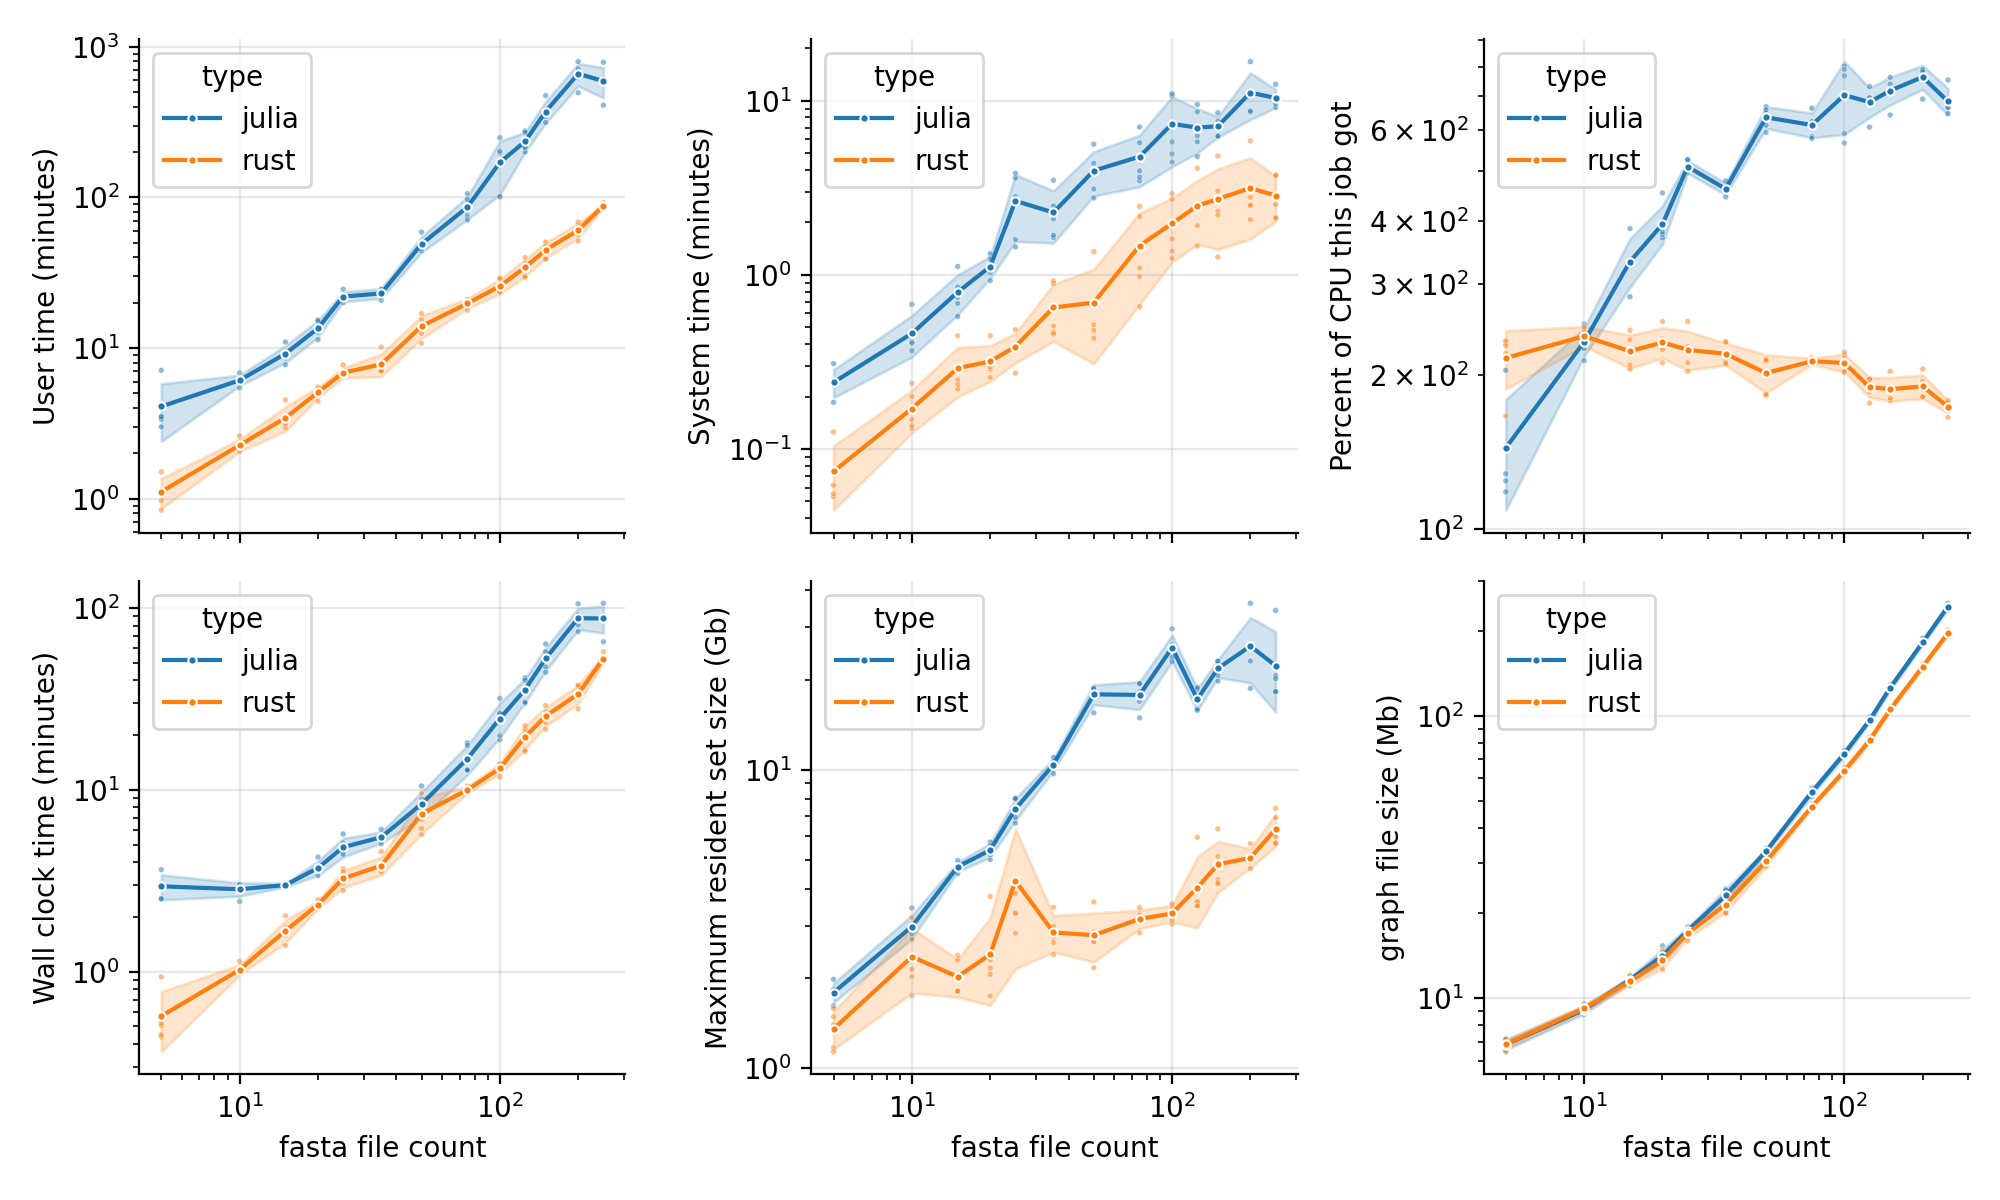 User time (minutes)
10³
10²
10¹
10⁰
type
julia
rust
System time (minutes)
10¹
10⁰
10⁻¹
type
julia
rust
Percent of CPU this job got
6 × 10²
4 × 10²
3 × 10²
2 × 10²
10²
type
julia
rust
Wall clock time (minutes)
10²
10¹
10⁰
type
julia
rust
10¹ 10²
fasta file count
Maximum resident set size (Gb)
10¹
10⁰
type
julia
rust
10¹ 10²
fasta file count
graph file size (Mb)
10²
10¹
type
julia
rust
10¹ 10²
fasta file count